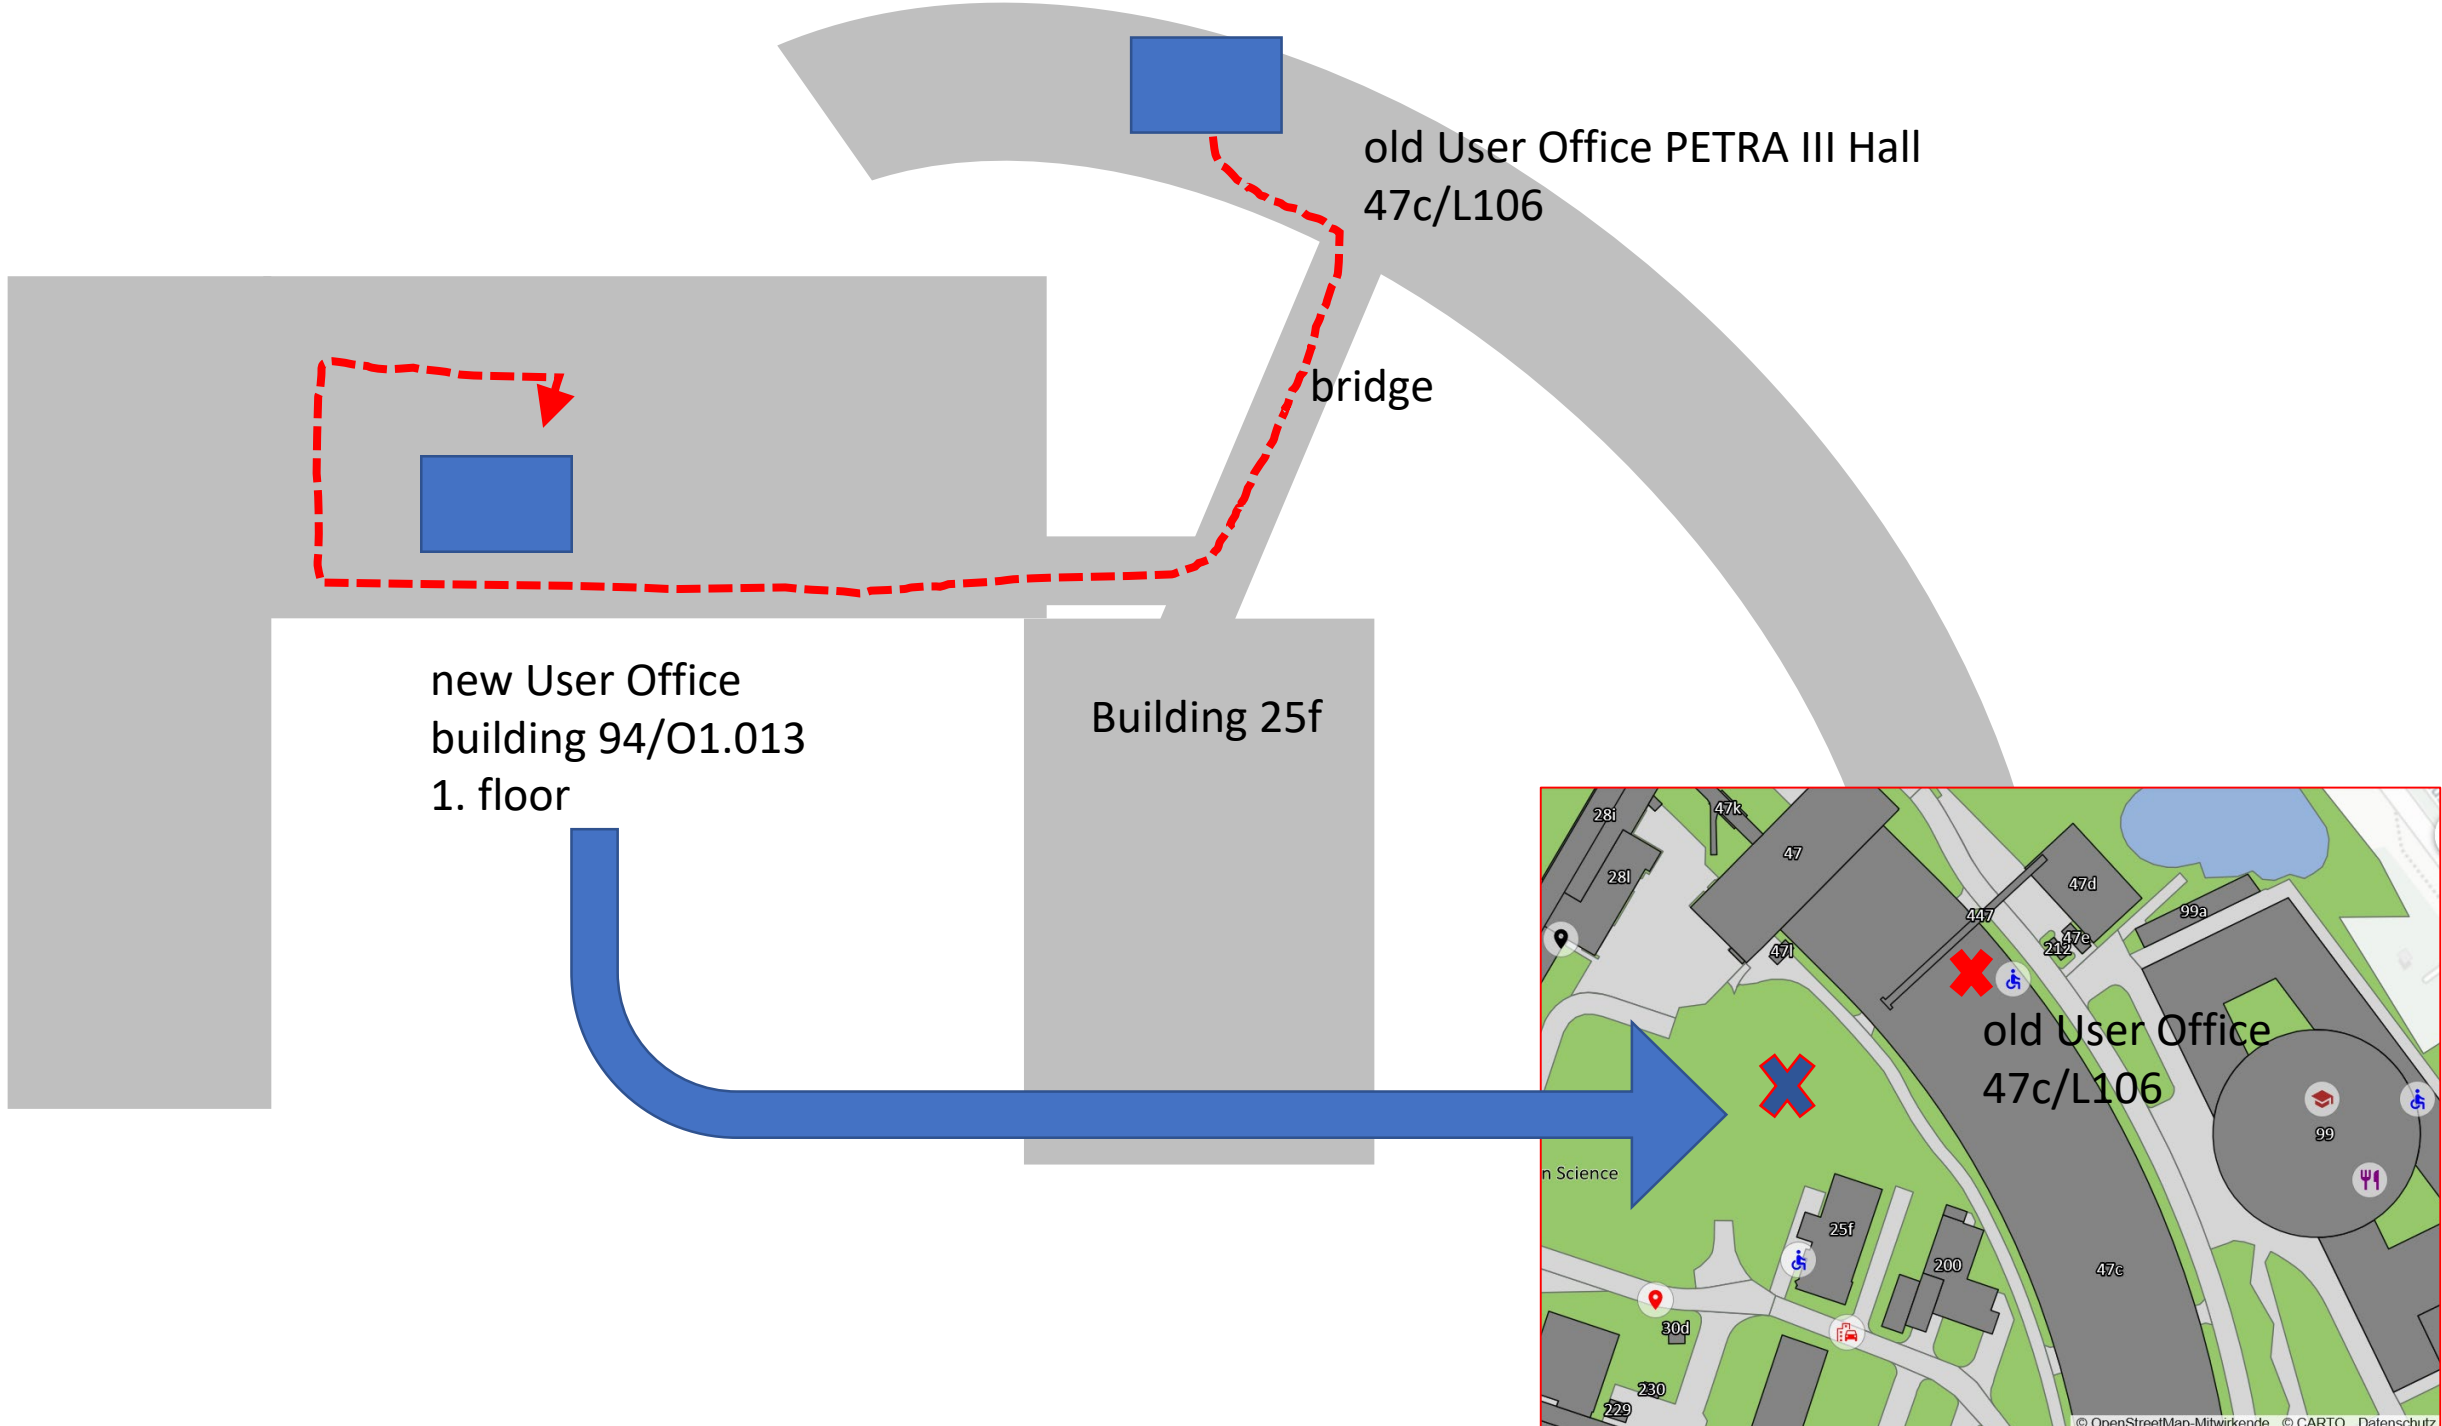 old User Office PETRA III Hall
47c/L106
bridge
new User Office
building 94/O1.013
1. floor
Building 25f
28i
47k
47
28l
47d
447
99a
47l
47e
212
old User Office
47c/L106
99
n Science
25f
200
47c
30d
230
229
© OpenStreetMap-Mitwirkende © CARTO Datenschutz